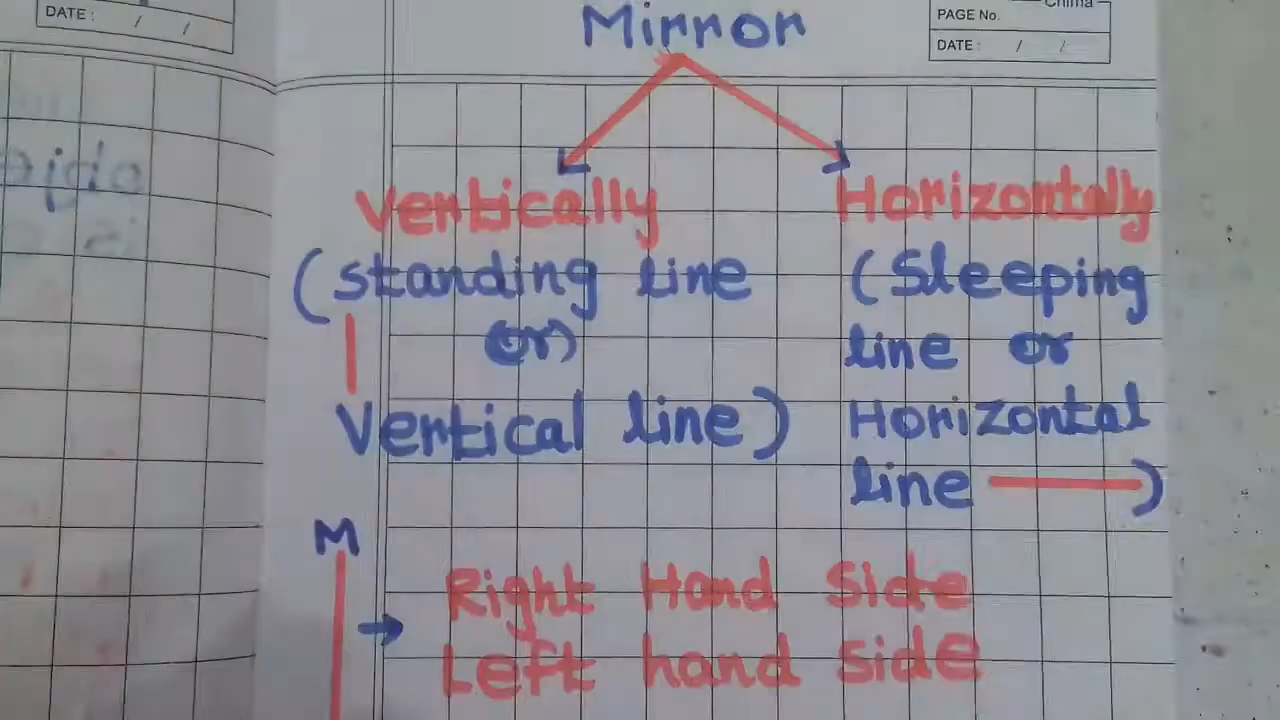 DATE : / /
China
PAGE No.
DATE : / /
Mirror
Vertically
(standing line
or)
Vertical line)
Horizontally
(Sleeping
line or
Horizontal
line —)
M
Right Hand Side
Left hand side